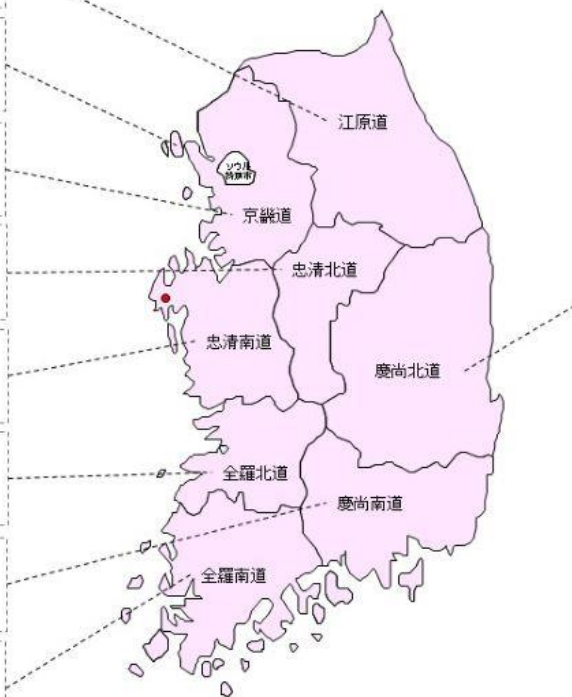 江原道
ソウル
特別市
京畿道
忠清北道
忠清南道
慶尚北道
全羅北道
慶尚南道
全羅南道